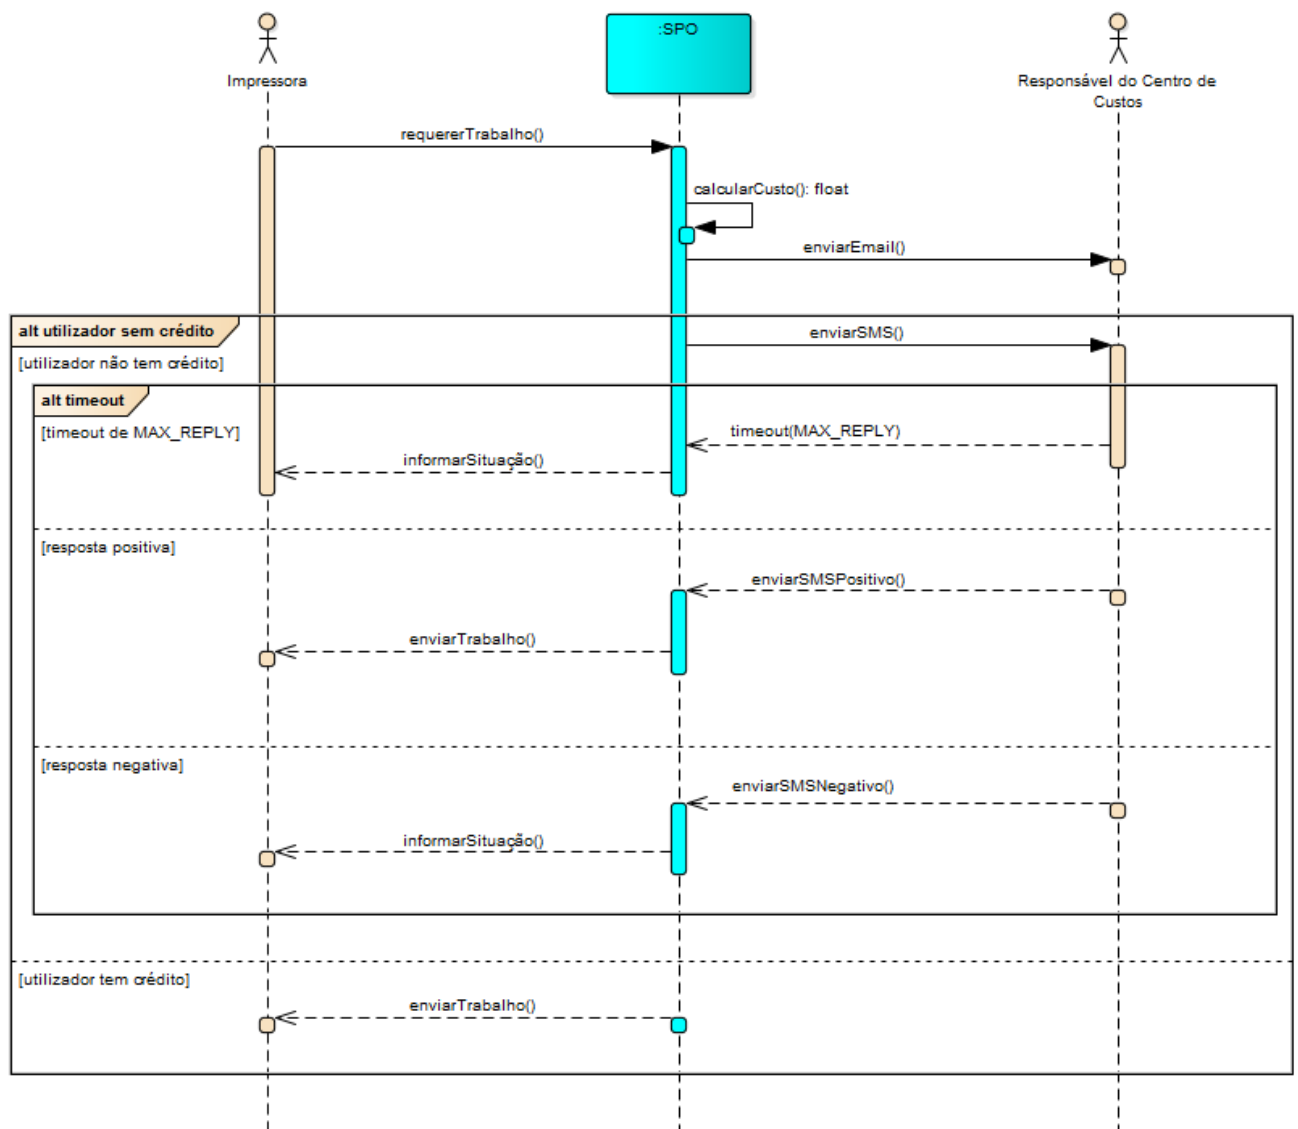 :SPO
Impressora
Responsável do Centro de
Custos
requererTrabalho()
calcularCusto(): float
enviarEmail()
alt utilizador sem crédito
enviarSMS()
[utilizador não tem crédito]
alt timeout
[timeout de MAX_REPLY]
timeout(MAX_REPLY)
informarSituação()
[resposta positiva]
enviarSMSPositivo()
enviarTrabalho()
[resposta negativa]
enviarSMSNegativo()
informarSituação()
[utilizador tem crédito]
enviarTrabalho()